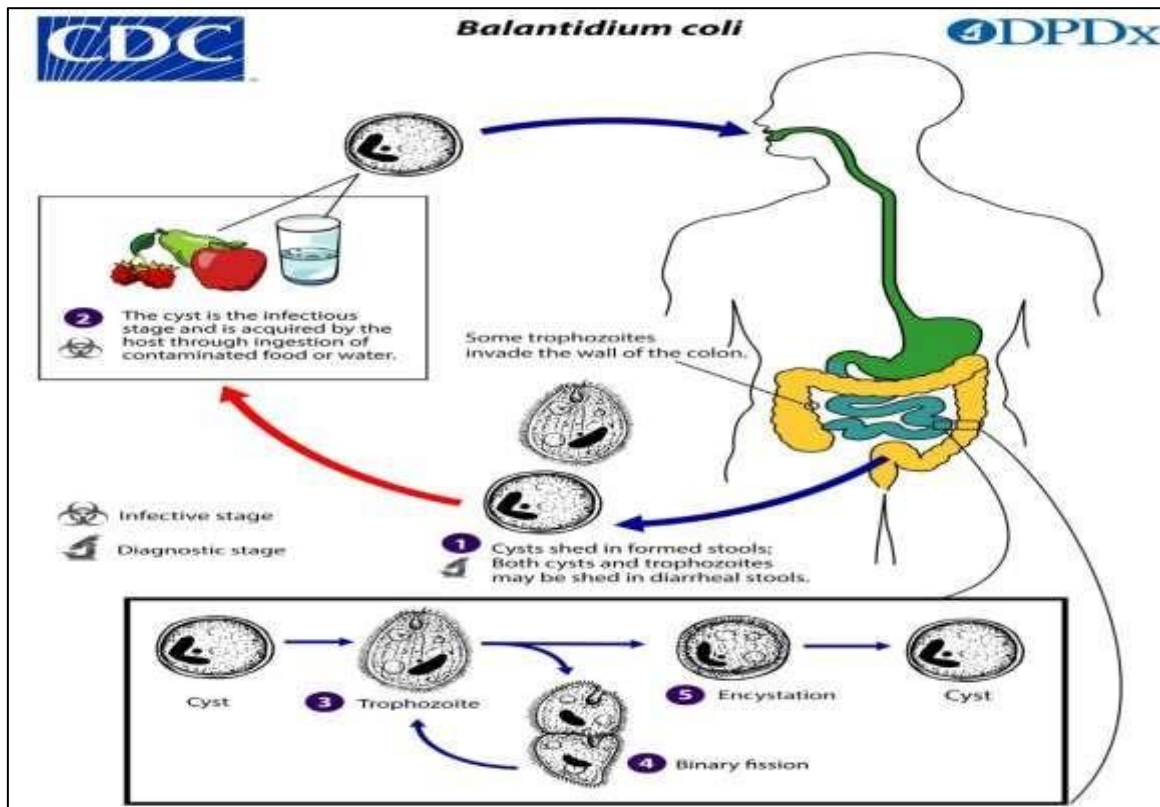 CDC
Balantidium coli
DPDx
2 The cyst is the infectious
stage and is acquired by the
host through ingestion of
contaminated food or water.
Some trophozoites
invade the wall of the colon.
Infective stage
Diagnostic stage
1 Cysts shed in formed stools;
Both cysts and trophozoites
may be shed in diarrheal stools.
Cyst
3 Trophozoite
4 Binary fission
5 Encystation
Cyst